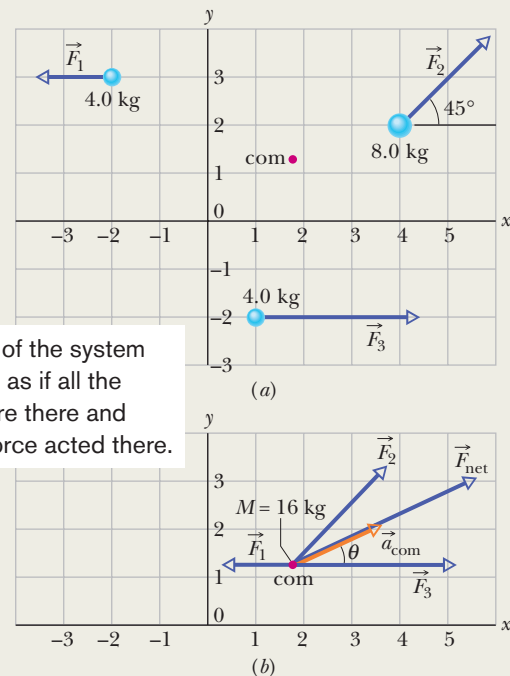 y
F₁
F₂
3
4.0 kg
45°
2
8.0 kg
com
1
0
x
−3 −2 −1 1 2 3 4 5
−1
4.0 kg
−2
F₃
−3
of the system
as if all the
re there and
orce acted there.
(a)
y
F₂
Fnet
3
M = 16 kg
2
F₁
acom
θ
1
com
F₃
0
x
−3 −2 −1 1 2 3 4 5
(b)